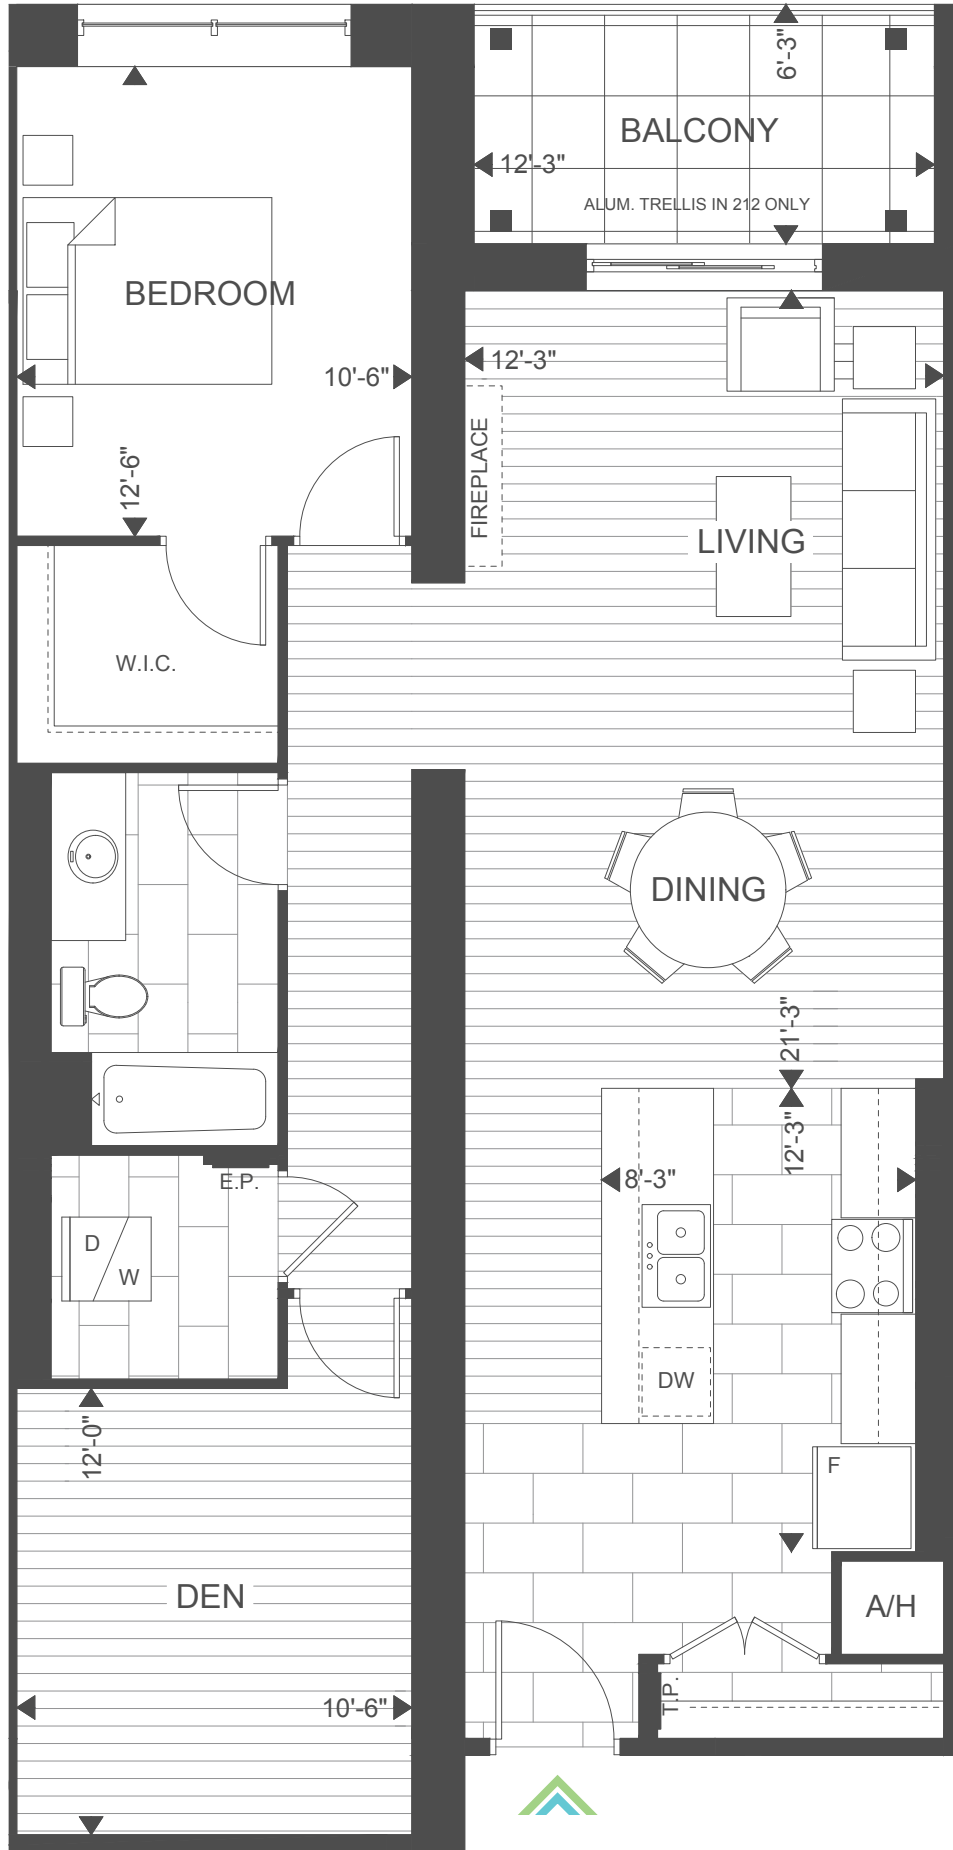 6'-3"
BALCONY
12'-3"
ALUM. TRELLIS IN 212 ONLY
BEDROOM
12'-3"
10'-6"
FIREPLACE
12'-6"
LIVING
W.I.C.
DINING
21'-3"
12'-3"
8'-3"
E.P.
D
W
DW
12'-0"
F
DEN
A/H
T.P.
10'-6"